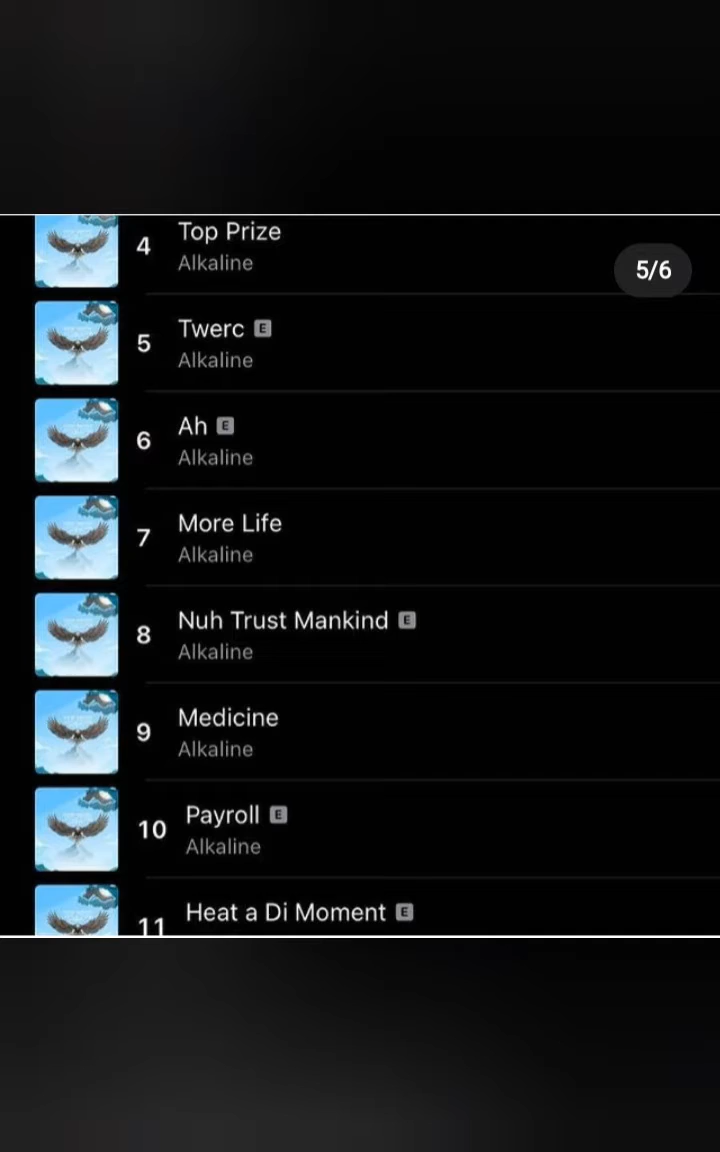 4
Top Prize
Alkaline
5/6
5
Twerc E
Alkaline
6
Ah E
Alkaline
7
More Life
Alkaline
8
Nuh Trust Mankind E
Alkaline
9
Medicine
Alkaline
10
Payroll E
Alkaline
11
Heat a Di Moment E